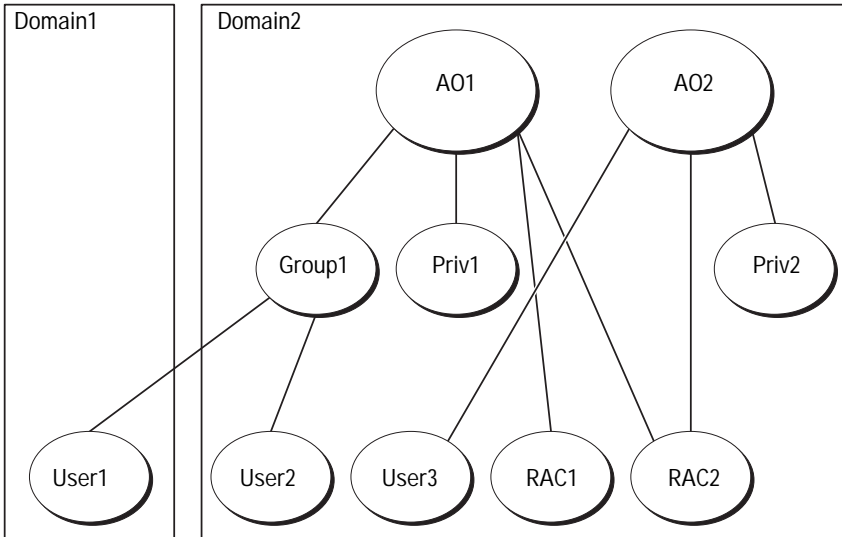 Domain1
Domain2
AO1
AO2
Group1
Priv1
Priv2
User1
User2
User3
RAC1
RAC2